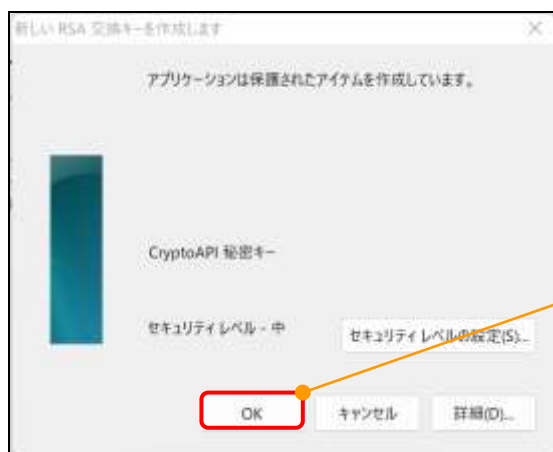 新しい RSA 交換キーを作成します
アプリケーションは保護されたアイテムを作成しています。
CryptoAPI 秘密キー
セキュリティ レベル - 中
セキュリティ レベルの設定(S)...
OK
キャンセル
詳細(D)...